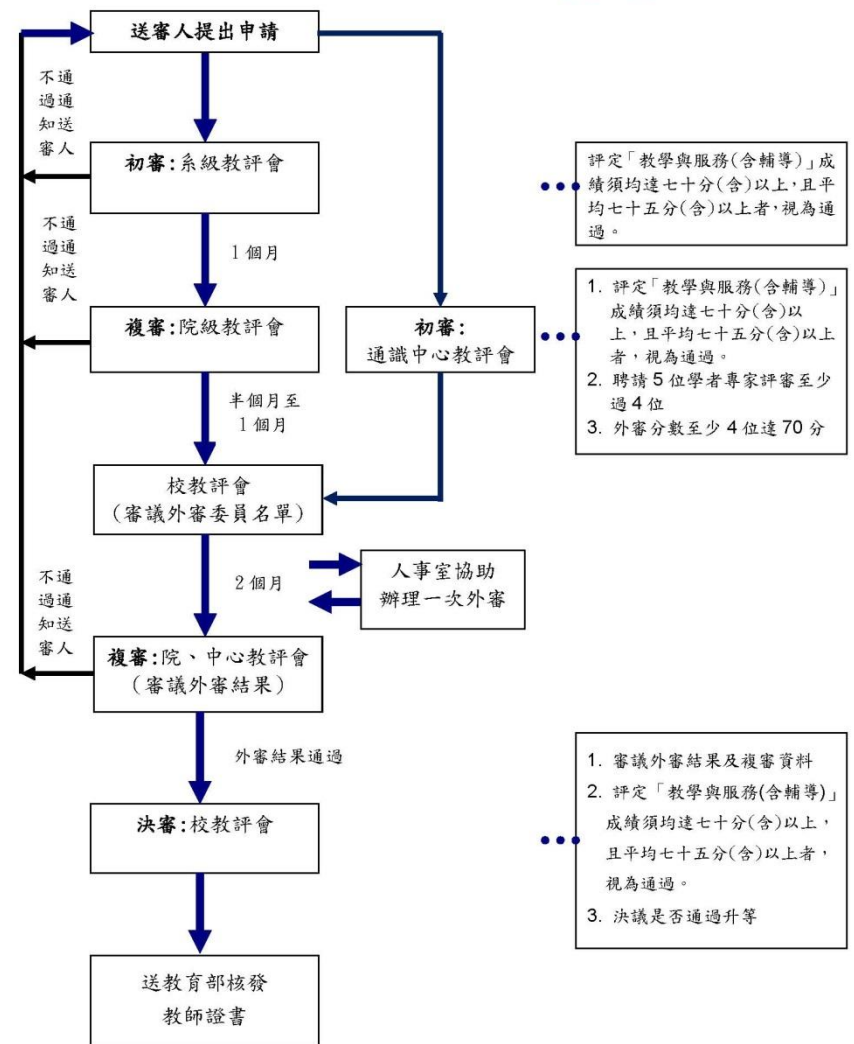 送審人提出申請
不通
過通
知送
審人
初審:系級教評會
評定「教學與服務(含輔導)」成
績須均達七十分(含)以上,且平
均七十五分(含)以上者,視為通
過。
不通
過通
知送
審人
1個月
複審:院級教評會
初審:
通識中心教評會
1. 評定「教學與服務(含輔導)」
成績須均達七十分(含)以
上,且平均七十五分(含)以上
者,視為通過。
2. 聘請 5 位學者專家評審至少
過 4 位
3. 外審分數至少 4 位達 70 分
半個月至
1個月
校教評會
(審議外審委員名單)
不通
過通
知送
審人
2個月
人事室協助
辦理一次外審
複審:院、中心教評會
(審議外審結果)
外審結果通過
決審:校教評會
1. 審議外審結果及複審資料
2. 評定「教學與服務(含輔導)」
成績須均達七十分(含)以上,
且平均七十五分(含)以上者,
視為通過。
3. 決議是否通過升等
送教育部核發
教師證書